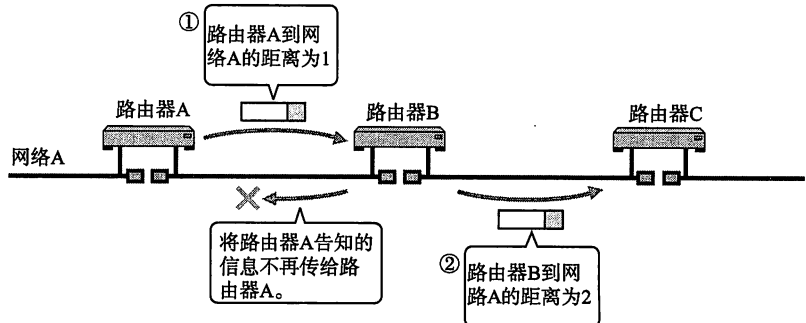 ①
路由器A到网
络A的距离为1
路由器A
路由器B
路由器C
网络A
将路由器A告知的
信息不再传给路
由器A。
②
路由器B到网
路A的距离为2